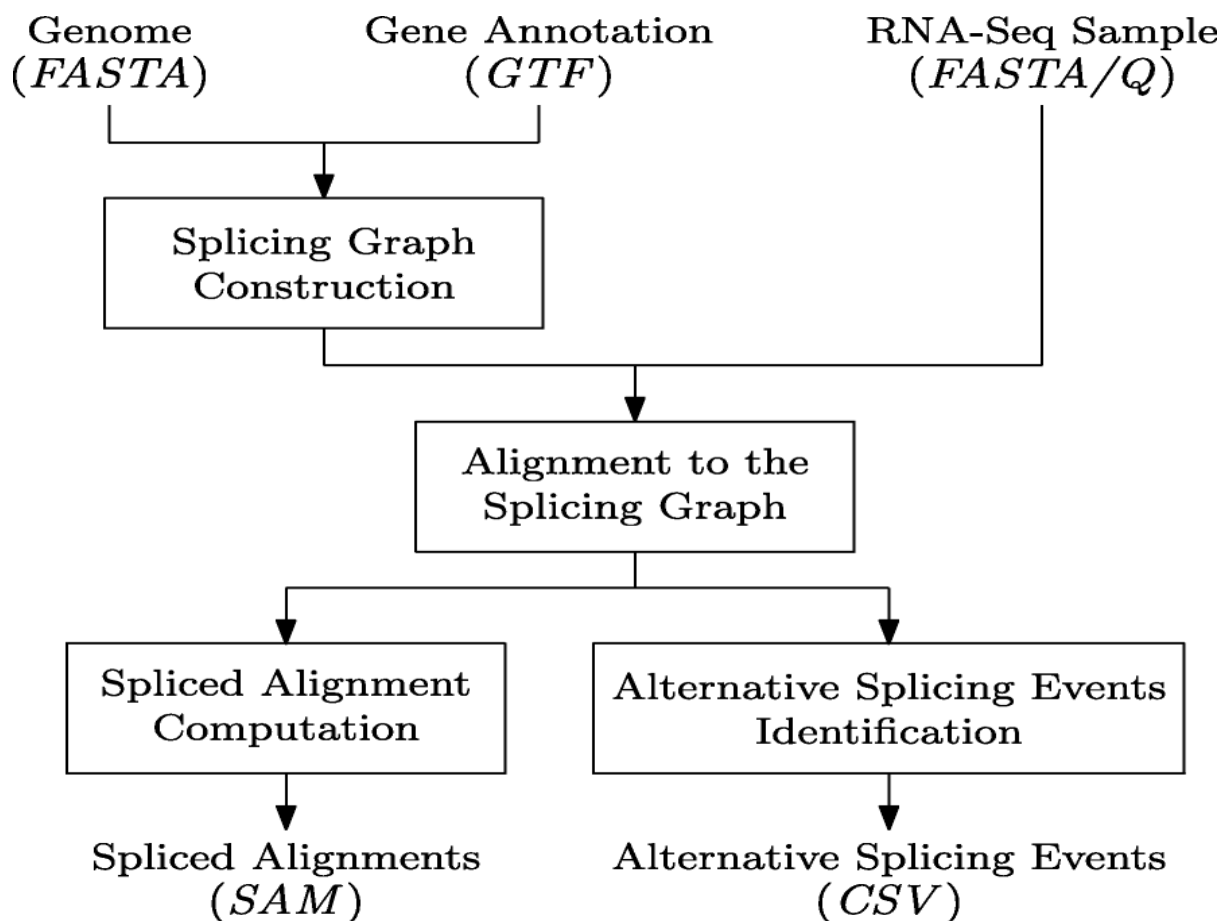 Genome
(FASTA)
Gene Annotation
(GTF)
RNA-Seq Sample
(FASTA/Q)
Splicing Graph
Construction
Alignment to the
Splicing Graph
Spliced Alignment
Computation
Alternative Splicing Events
Identification
Spliced Alignments
(SAM)
Alternative Splicing Events
(CSV)